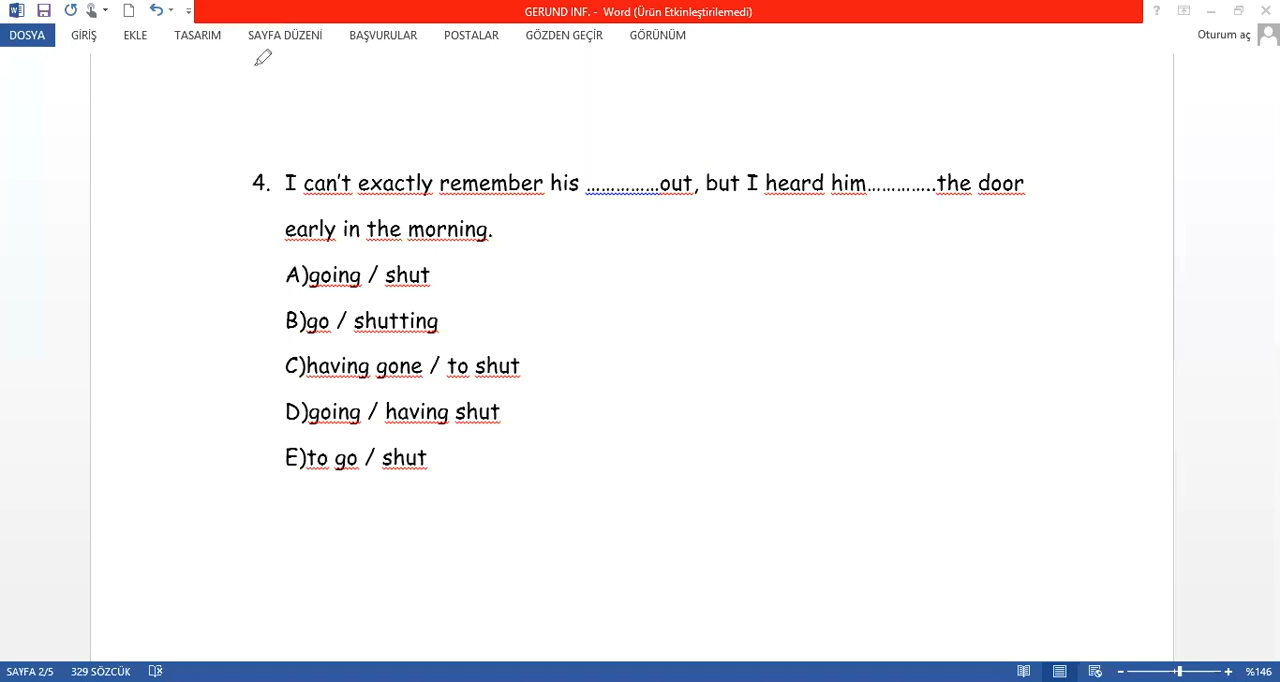 GERUND INF. - Word (Ürün Etkinleştirilemedi)
DOSYA GİRİŞ EKLE TASARIM SAYFA DÜZENİ BAŞVURULAR POSTALAR GÖZDEN GEÇİR GÖRÜNÜM Oturum aç
4. I can't exactly remember his ..............out, but I heard him.............the door
early in the morning.
A)going / shut
B)go / shutting
C)having gone / to shut
D)going / having shut
E)to go / shut
SAYFA 2/5 329 SÖZCÜK %146